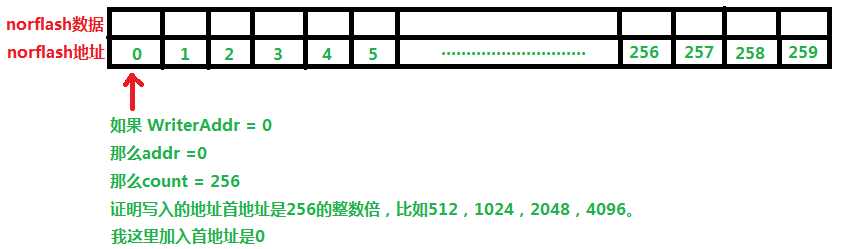 norflash数据
norflash地址 0 1 2 3 4 5 ............................. 256 257 258 259
如果 WriterAddr = 0
那么addr =0
那么count = 256
证明写入的地址首地址是256的整数倍，比如512，1024，2048，4096。
我这里加入首地址是0